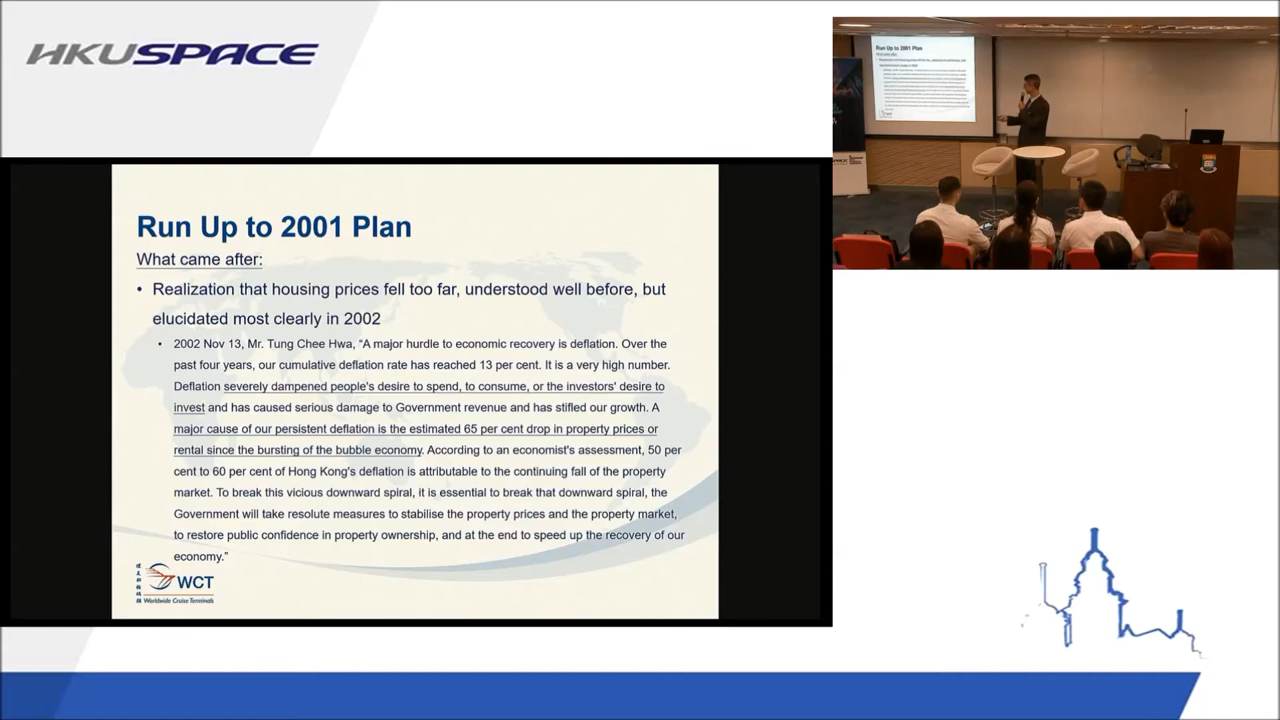 HKUSPACE
Run Up to 2001 Plan
Run Up to 2001 Plan
What came after:
• Realization that housing prices fell too far, understood well before, but
elucidated most clearly in 2002
• 2002 Nov 13, Mr. Tung Chee Hwa, “A major hurdle to economic recovery is deflation. Over the
past four years, our cumulative deflation rate has reached 13 per cent. It is a very high number.
Deflation severely dampened people's desire to spend, to consume, or the investors' desire to
invest and has caused serious damage to Government revenue and has stifled our growth. A
major cause of our persistent deflation is the estimated 65 per cent drop in property prices or
rental since the bursting of the bubble economy. According to an economist's assessment, 50 per
cent to 60 per cent of Hong Kong's deflation is attributable to the continuing fall of the property
market. To break this vicious downward spiral, it is essential to break that downward spiral, the
Government will take resolute measures to stabilise the property prices and the property market,
to restore public confidence in property ownership, and at the end to speed up the recovery of our
economy.”
WCT
Worldwide Cruise Terminals